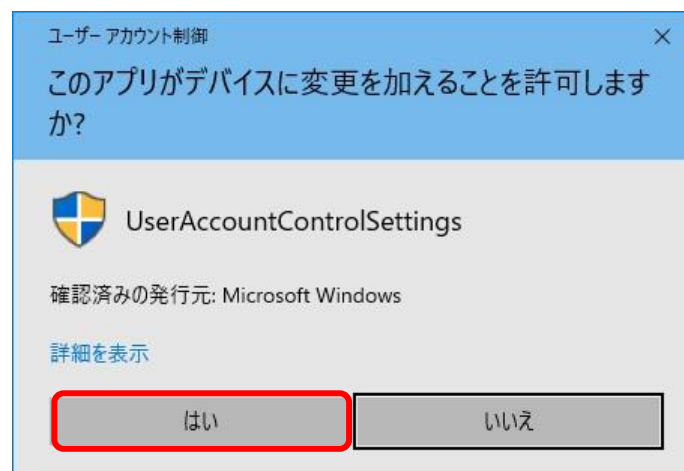 ユーザー アカウント制御
このアプリがデバイスに変更を加えることを許可します
か?
UserAccountControlSettings
確認済みの発行元: Microsoft Windows
詳細を表示
はい
いいえ